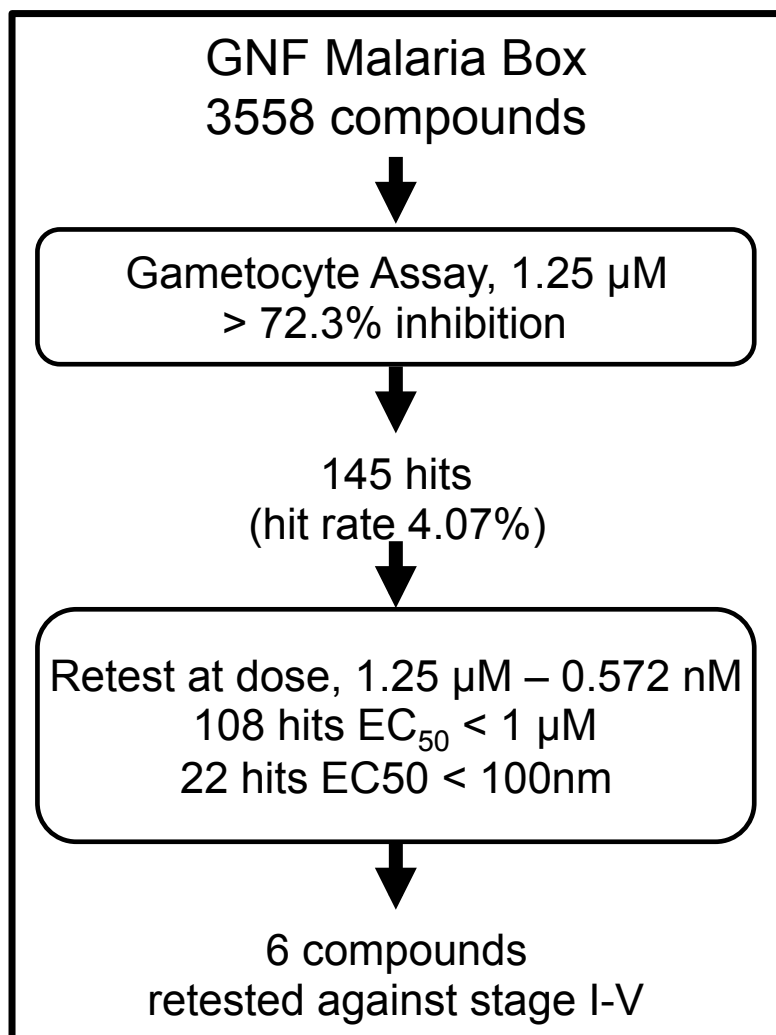 GNF Malaria Box
3558 compounds
Gametocyte Assay, 1.25 µM
> 72.3% inhibition
145 hits
(hit rate 4.07%)
Retest at dose, 1.25 µM – 0.572 nM
108 hits EC₅₀ < 1 µM
22 hits EC50 < 100nm
6 compounds
retested against stage I-V